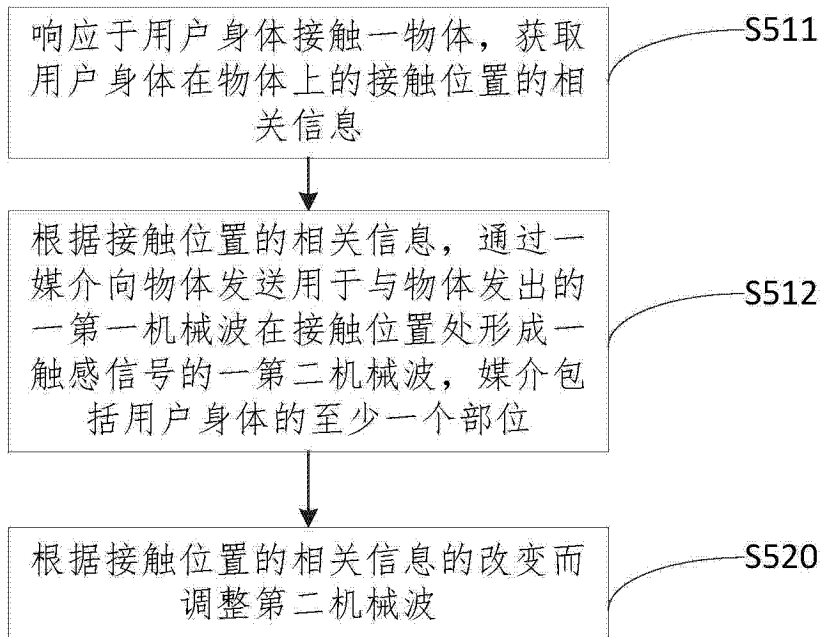 响应于用户身体接触一物体，获取
用户身体在物体上的接触位置的相
关信息
S511
根据接触位置的相关信息，通过一
媒介向物体发送用于与物体发出的
一第一机械波在接触位置处形成一
触感信号的一第二机械波，媒介包
括用户身体的至少一个部位
S512
根据接触位置的相关信息的改变而
调整第二机械波
S520